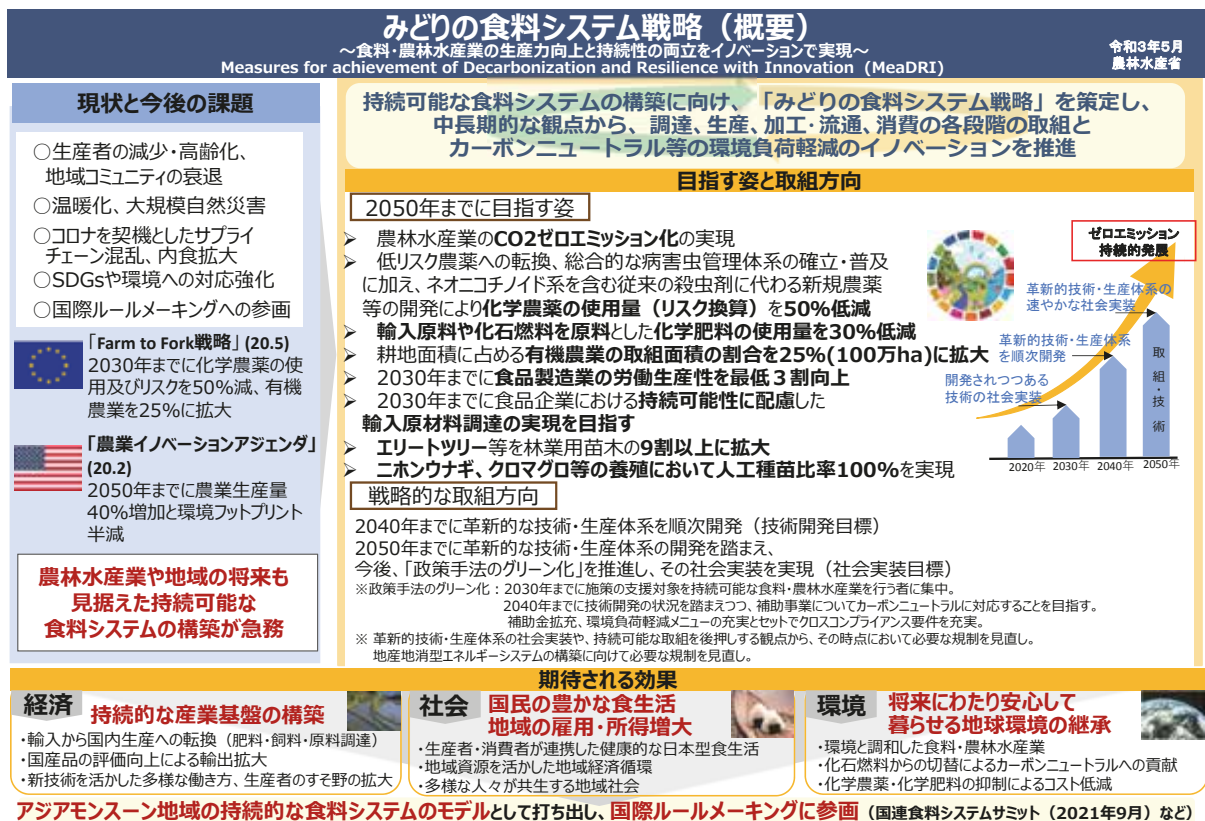 みどりの食料システム戦略（概要）
～食料・農林水産業の生産力向上と持続性の両立をイノベーションで実現～
Measures for achievement of Decarbonization and Resilience with Innovation (MeaDRI)
令和3年5月
農林水産省
現状と今後の課題
○生産者の減少・高齢化、
地域コミュニティの衰退
○温暖化、大規模自然災害
○コロナを契機としたサプライ
チェーン混乱、内食拡大
○SDGsや環境への対応強化
○国際ルールメーキングへの参画
「Farm to Fork戦略」(20.5)
2030年までに化学農薬の使
用及びリスクを50%減、有機
農業を25%に拡大
「農業イノベーションアジェンダ」
(20.2)
2050年までに農業生産量
40%増加と環境フットプリント
半減
農林水産業や地域の将来も
見据えた持続可能な
食料システムの構築が急務
持続可能な食料システムの構築に向け、「みどりの食料システム戦略」を策定し、
中長期的な観点から、調達、生産、加工・流通、消費の各段階の取組と
カーボンニュートラル等の環境負荷軽減のイノベーションを推進
目指す姿と取組方向
2050年までに目指す姿
➢ 農林水産業のCO2ゼロエミッション化の実現
➢ 低リスク農薬への転換、総合的な病害虫管理体系の確立・普及
に加え、ネオニコチノイド系を含む従来の殺虫剤に代わる新規農薬
等の開発により化学農薬の使用量（リスク換算）を50%低減
➢ 輸入原料や化石燃料を原料とした化学肥料の使用量を30%低減
➢ 耕地面積に占める有機農業の取組面積の割合を25%(100万ha)に拡大
➢ 2030年までに食品製造業の労働生産性を最低３割向上
➢ 2030年までに食品企業における持続可能性に配慮した
輸入原材料調達の実現を目指す
➢ エリートツリー等を林業用苗木の9割以上に拡大
➢ ニホンウナギ、クロマグロ等の養殖において人工種苗比率100%を実現
ゼロエミッション
持続的発展
革新的技術・生産体系の
速やかな社会実装
革新的技術・生産体系
を順次開発
開発されつつある
技術の社会実装
取組・技術
2020年 2030年 2040年 2050年
戦略的な取組方向
2040年までに革新的な技術・生産体系を順次開発（技術開発目標）
2050年までに革新的な技術・生産体系の開発を踏まえ、
今後、「政策手法のグリーン化」を推進し、その社会実装を実現（社会実装目標）
※政策手法のグリーン化：2030年までに施策の支援対象を持続可能な食料・農林水産業を行う者に集中。
2040年までに技術開発の状況を踏まえつつ、補助事業についてカーボンニュートラルに対応することを目指す。
補助金拡充、環境負荷軽減メニューの充実とセットでクロスコンプライアンス要件を充実。
※ 革新的技術・生産体系の社会実装や、持続可能な取組を後押しする観点から、その時点において必要な規制を見直し。
地産地消型エネルギーシステムの構築に向けて必要な規制を見直し。
期待される効果
経済
持続的な産業基盤の構築
・輸入から国内生産への転換（肥料・飼料・原料調達）
・国産品の評価向上による輸出拡大
・新技術を活かした多様な働き方、生産者のすそ野の拡大
社会
国民の豊かな食生活
地域の雇用・所得増大
・生産者・消費者が連携した健康的な日本型食生活
・地域資源を活かした地域経済循環
・多様な人々が共生する地域社会
環境
将来にわたり安心して
暮らせる地球環境の継承
・環境と調和した食料・農林水産業
・化石燃料からの切替によるカーボンニュートラルへの貢献
・化学農薬・化学肥料の抑制によるコスト低減
アジアモンスーン地域の持続的な食料システムのモデルとして打ち出し、国際ルールメーキングに参画（国連食料システムサミット（2021年9月）など）